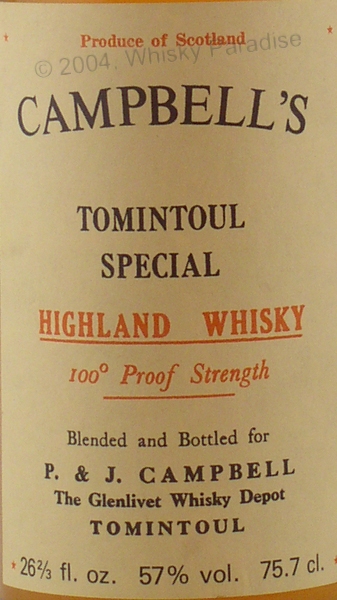 Produce of Scotland
© 2004. Whisky Paradise
CAMPBELL'S
TOMINTOUL
SPECIAL
HIGHLAND WHISKY
100° Proof Strength
Blended and Bottled for
P. & J. CAMPBELL
The Glenlivet Whisky Depot
TOMINTOUL
26⅔ fl. oz. 57% vol. 75.7 cl.